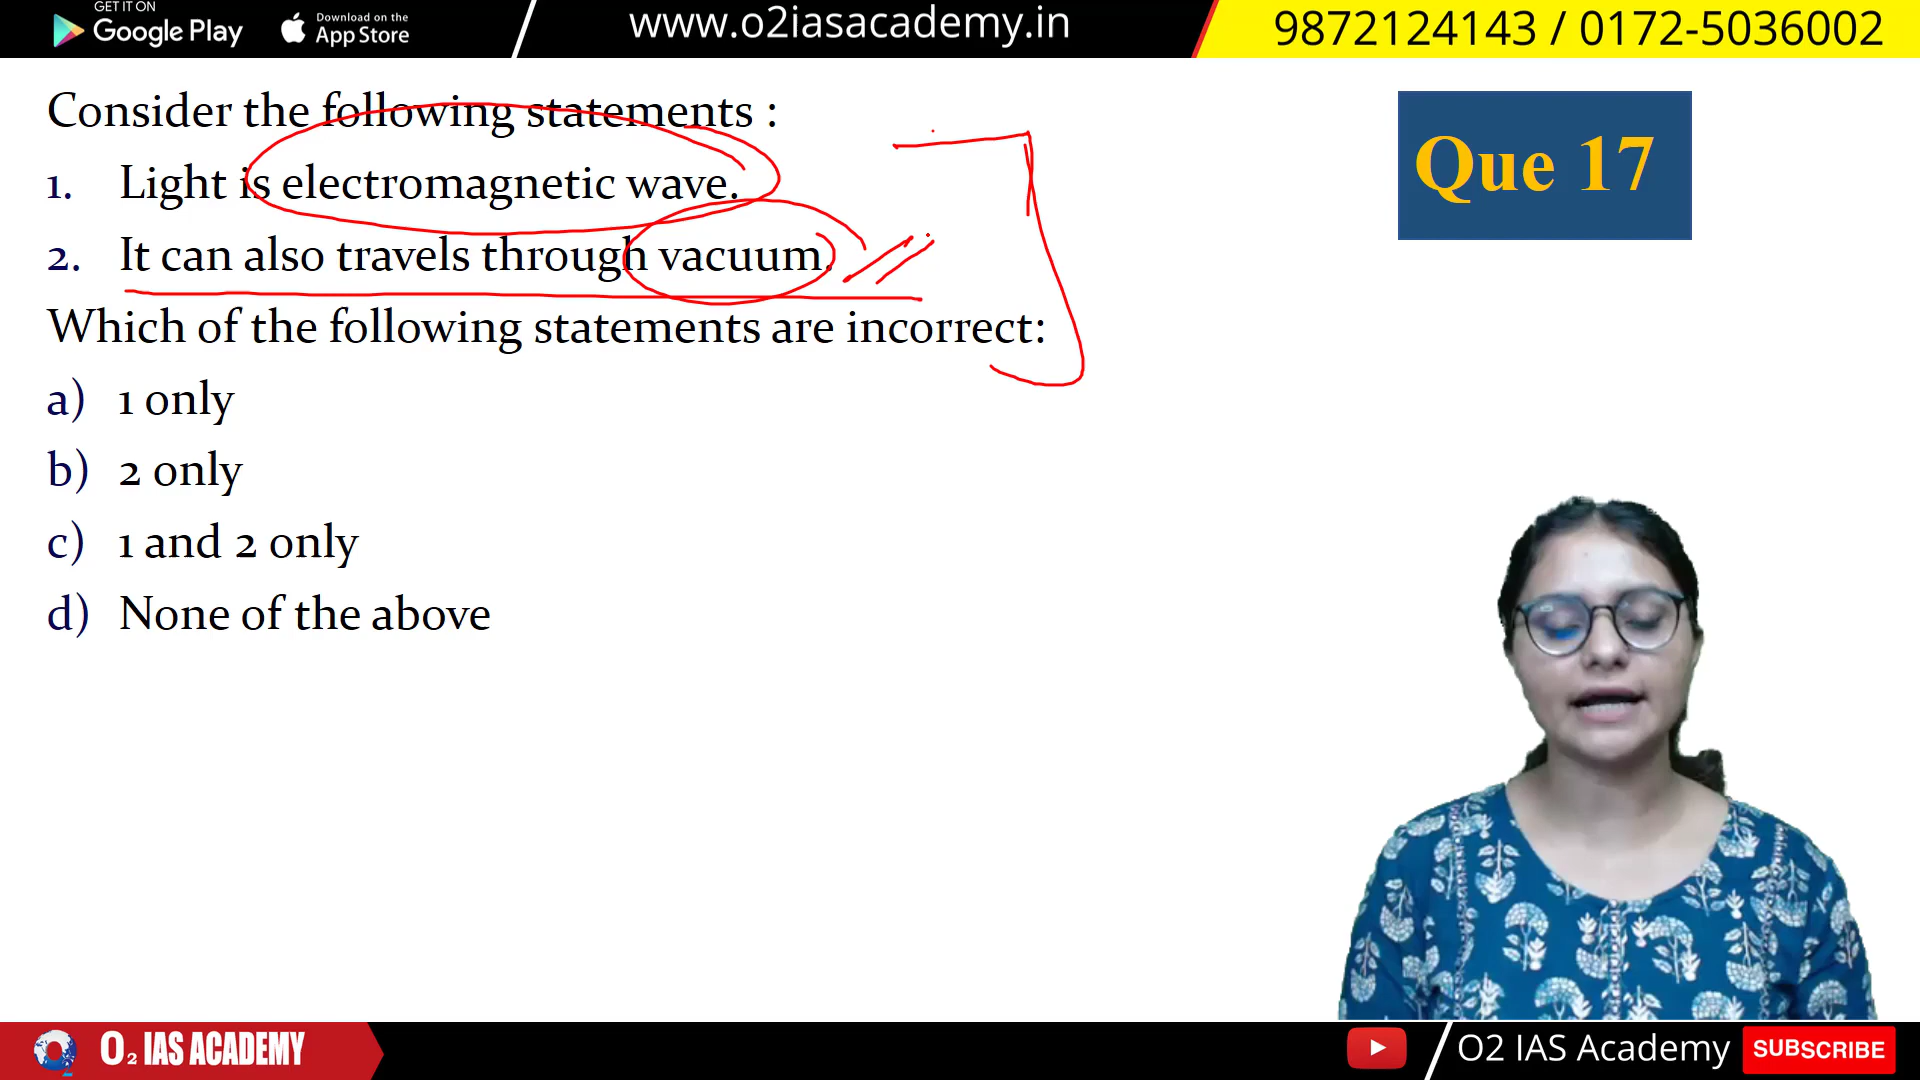 GET IT ON
Google Play
Download on the
App Store
www.o2iasacademy.in
9872124143 / 0172-5036002
Consider the following statements :
1. Light is electromagnetic wave.
2. It can also travels through vacuum.
Which of the following statements are incorrect:
a) 1 only
b) 2 only
c) 1 and 2 only
d) None of the above
Que 17
O2 IAS ACADEMY
O2 IAS Academy
SUBSCRIBE